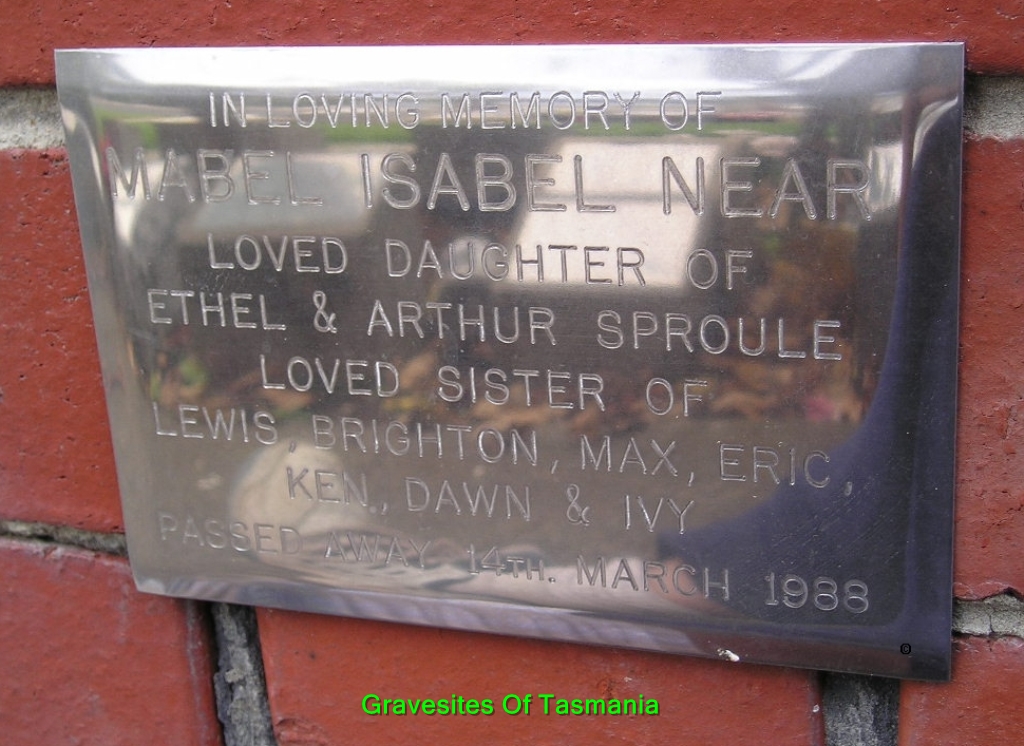 IN LOVING MEMORY OF
MABEL ISABEL NEAR
LOVED DAUGHTER OF
ETHEL & ARTHUR SPROULE
LOVED SISTER OF
LEWIS, BRIGHTON, MAX, ERIC,
KEN, DAWN & IVY
PASSED AWAY 14TH. MARCH 1988
©
Gravesites Of Tasmania